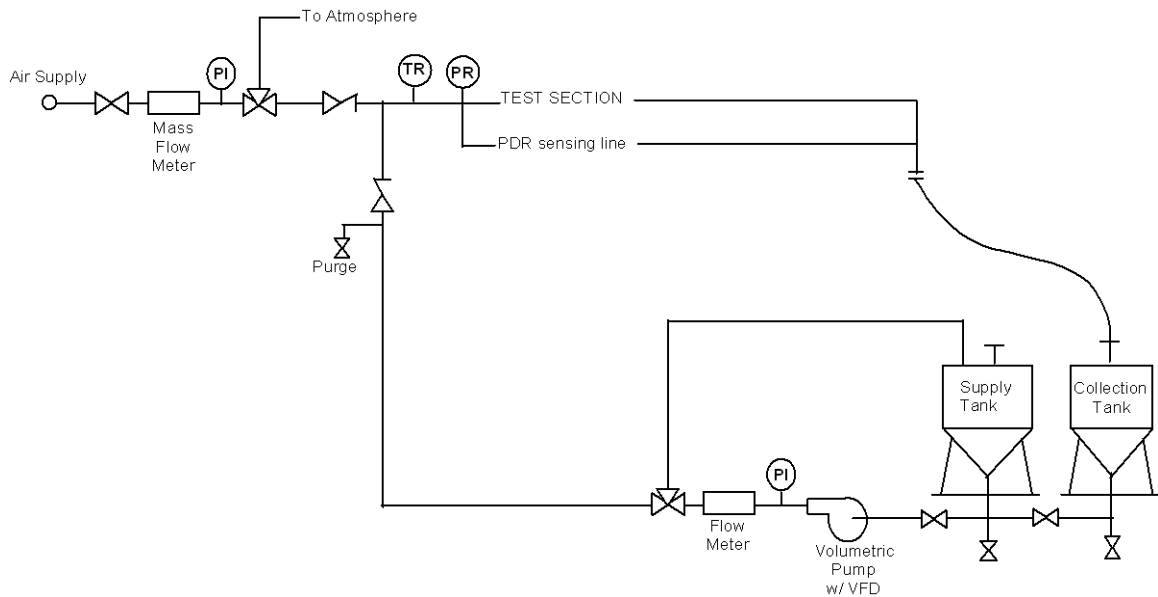 To Atmosphere
Air Supply
PI
TR
PR
TEST SECTION
Mass
Flow
Meter
PDR sensing line
Purge
Supply
Tank
Collection
Tank
PI
Flow
Meter
Volumetric
Pump
w/ VFD